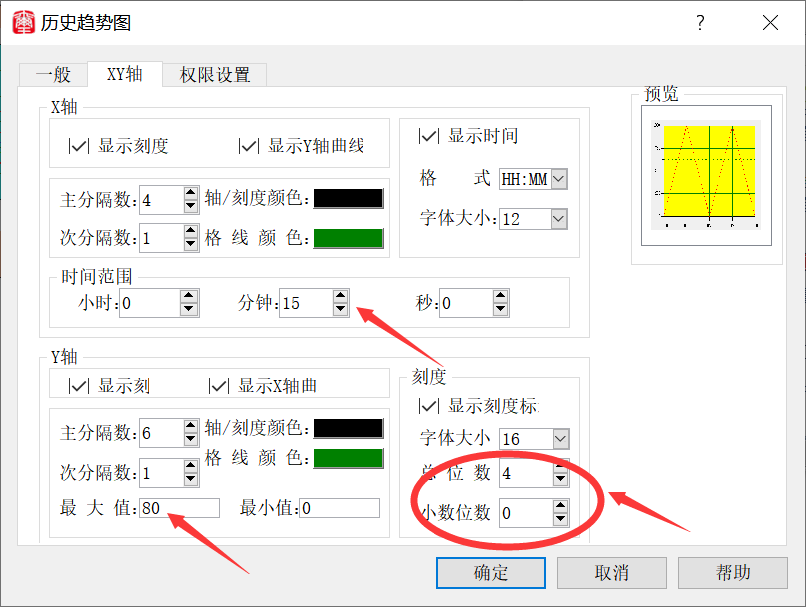 历史趋势图
?
一般 XY轴 权限设置
预览
X轴
显示刻度 显示Y轴曲线
显示时间
格 式 HH:MM
字体大小: 12
主分隔数: 4 轴/刻度颜色:
次分隔数: 1 格 线 颜 色:
时间范围
小时: 0 分钟: 15 秒: 0
Y轴
显示刻 显示X轴曲
刻度
显示刻度标
字体大小 16
总 位 数 4
小数位数 0
主分隔数: 6 轴/刻度颜色:
次分隔数: 1 格 线 颜 色:
最 大 值: 80 最小值: 0
确定 取消 帮助